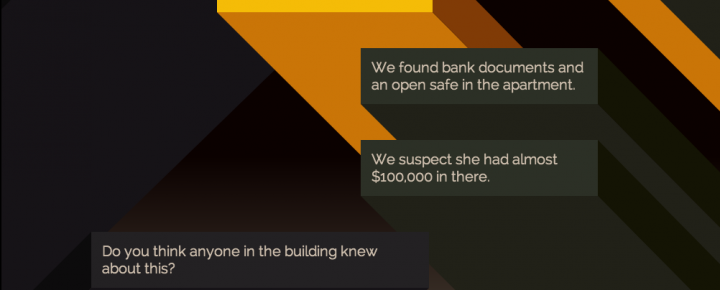 We found bank documents and
an open safe in the apartment.
We suspect she had almost
$100,000 in there.
Do you think anyone in the building knew
about this?